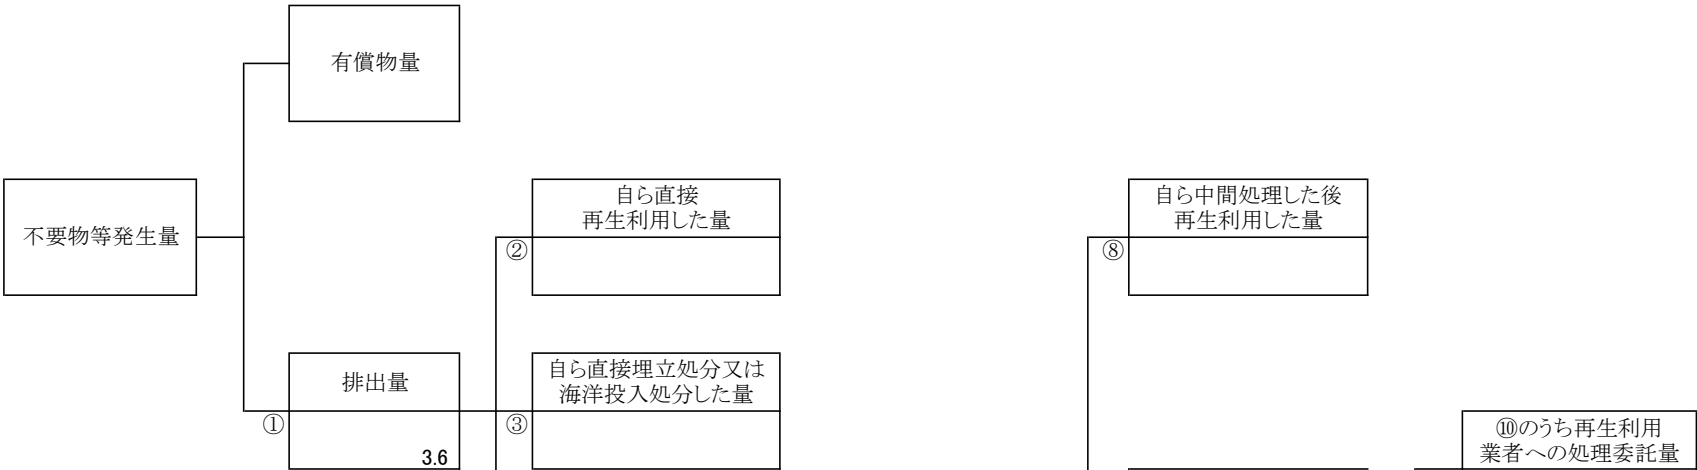 有償物量
不要物等発生量
自ら直接
再生利用した量
②
自ら中間処理した後
再生利用した量
⑧
排出量
①
3.6
自ら直接埋立処分又は
海洋投入処分した量
③
⑩のうち再生利用
業者への処理委託量